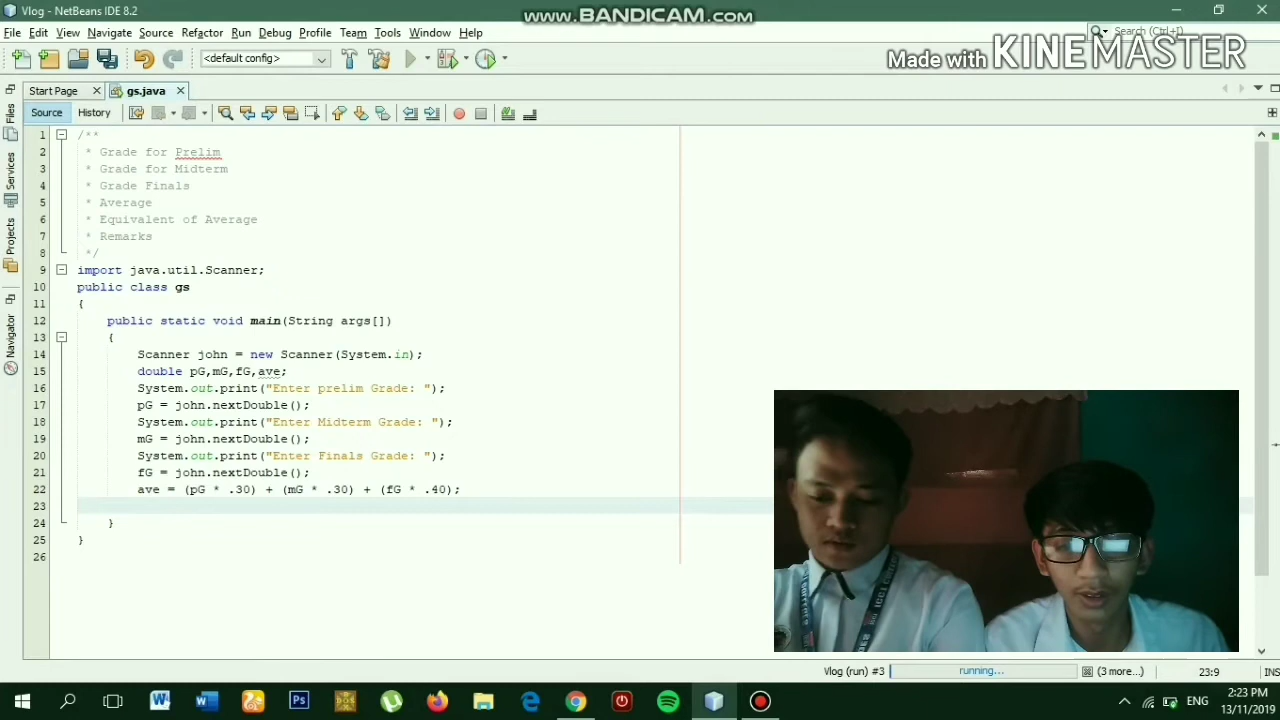 Vlog - NetBeans IDE 8.2
www.BANDICAM.com
File Edit View Navigate Source Refactor Run Debug Profile Team Tools Window Help
Search (Ctrl+I)
<default config>
Made with KINEMASTER
Start Page gs.java
Source History
Files
Services
Projects
Navigator
1 /**
2 * Grade for Prelim
3 * Grade for Midterm
4 * Grade Finals
5 * Average
6 * Equivalent of Average
7 * Remarks
8 */
9 import java.util.Scanner;
10 public class gs
11 {
12 public static void main(String args[])
13 {
14 Scanner john = new Scanner(System.in);
15 double pG,mG,fG,ave;
16 System.out.print("Enter prelim Grade: ");
17 pG = john.nextDouble();
18 System.out.print("Enter Midterm Grade: ");
19 mG = john.nextDouble();
20 System.out.print("Enter Finals Grade: ");
21 fG = john.nextDouble();
22 ave = (pG * .30) + (mG * .30) + (fG * .40);
23
24 }
25 }
26
Vlog (run) #3 running... (3 more...) 23:9 INS
ENG
2:23 PM
13/11/2019